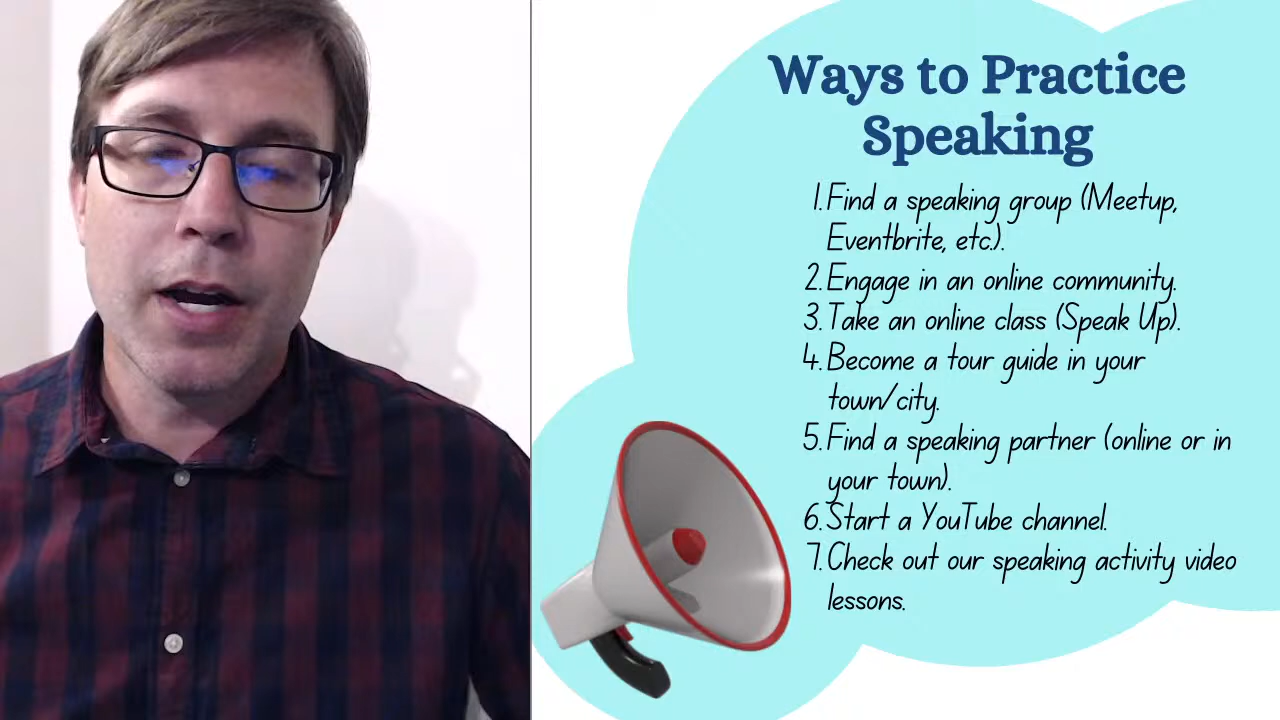 Ways to Practice
Speaking
1. Find a speaking group (Meetup,
Eventbrite, etc.).
2. Engage in an online community.
3. Take an online class (Speak Up).
4. Become a tour guide in your
town/city.
5. Find a speaking partner (online or in
your town).
6. Start a YouTube channel.
7. Check out our speaking activity video
lessons.